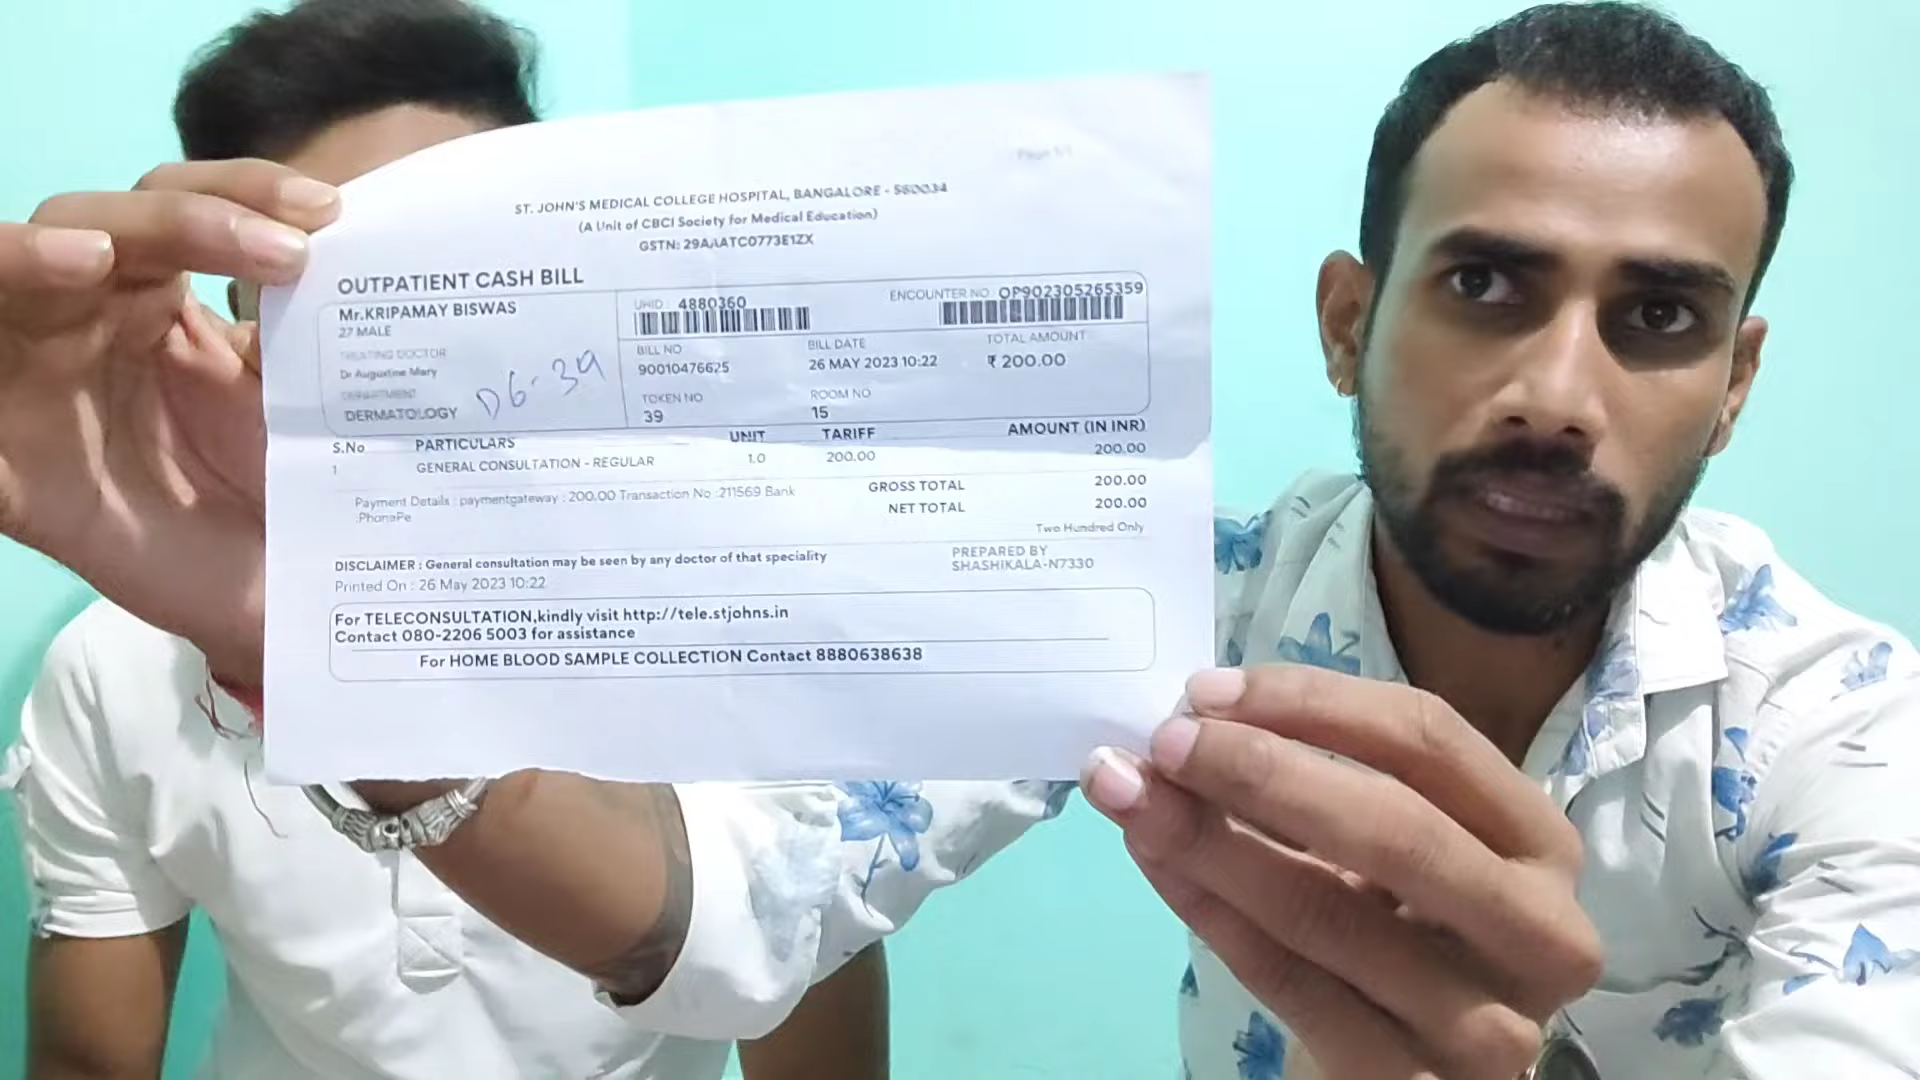 Page 1/1
ST. JOHN'S MEDICAL COLLEGE HOSPITAL, BANGALORE - 560034
(A Unit of CBCI Society for Medical Education)
GSTN: 29AAATC0773E1ZX
OUTPATIENT CASH BILL
Mr.KRIPAMAY BISWAS
27 MALE
TREATING DOCTOR
Dr Augustine Mary
DEPARTMENT
DERMATOLOGY
D6-39
UHID : 4880360
ENCOUNTER NO OP902305265359
BILL NO
90010476625
BILL DATE
26 MAY 2023 10:22
TOTAL AMOUNT
₹ 200.00
TOKEN NO
39
ROOM NO
15
S.No PARTICULARS UNIT TARIFF AMOUNT (IN INR)
1 GENERAL CONSULTATION - REGULAR 1.0 200.00 200.00
Payment Details : paymentgateway : 200.00 Transaction No :211569 Bank
:PhonePe
GROSS TOTAL 200.00
NET TOTAL 200.00
Two Hundred Only
DISCLAIMER : General consultation may be seen by any doctor of that speciality
Printed On : 26 May 2023 10:22
PREPARED BY
SHASHIKALA-N7330
For TELECONSULTATION,kindly visit http://tele.stjohns.in
Contact 080-2206 5003 for assistance
For HOME BLOOD SAMPLE COLLECTION Contact 8880638638